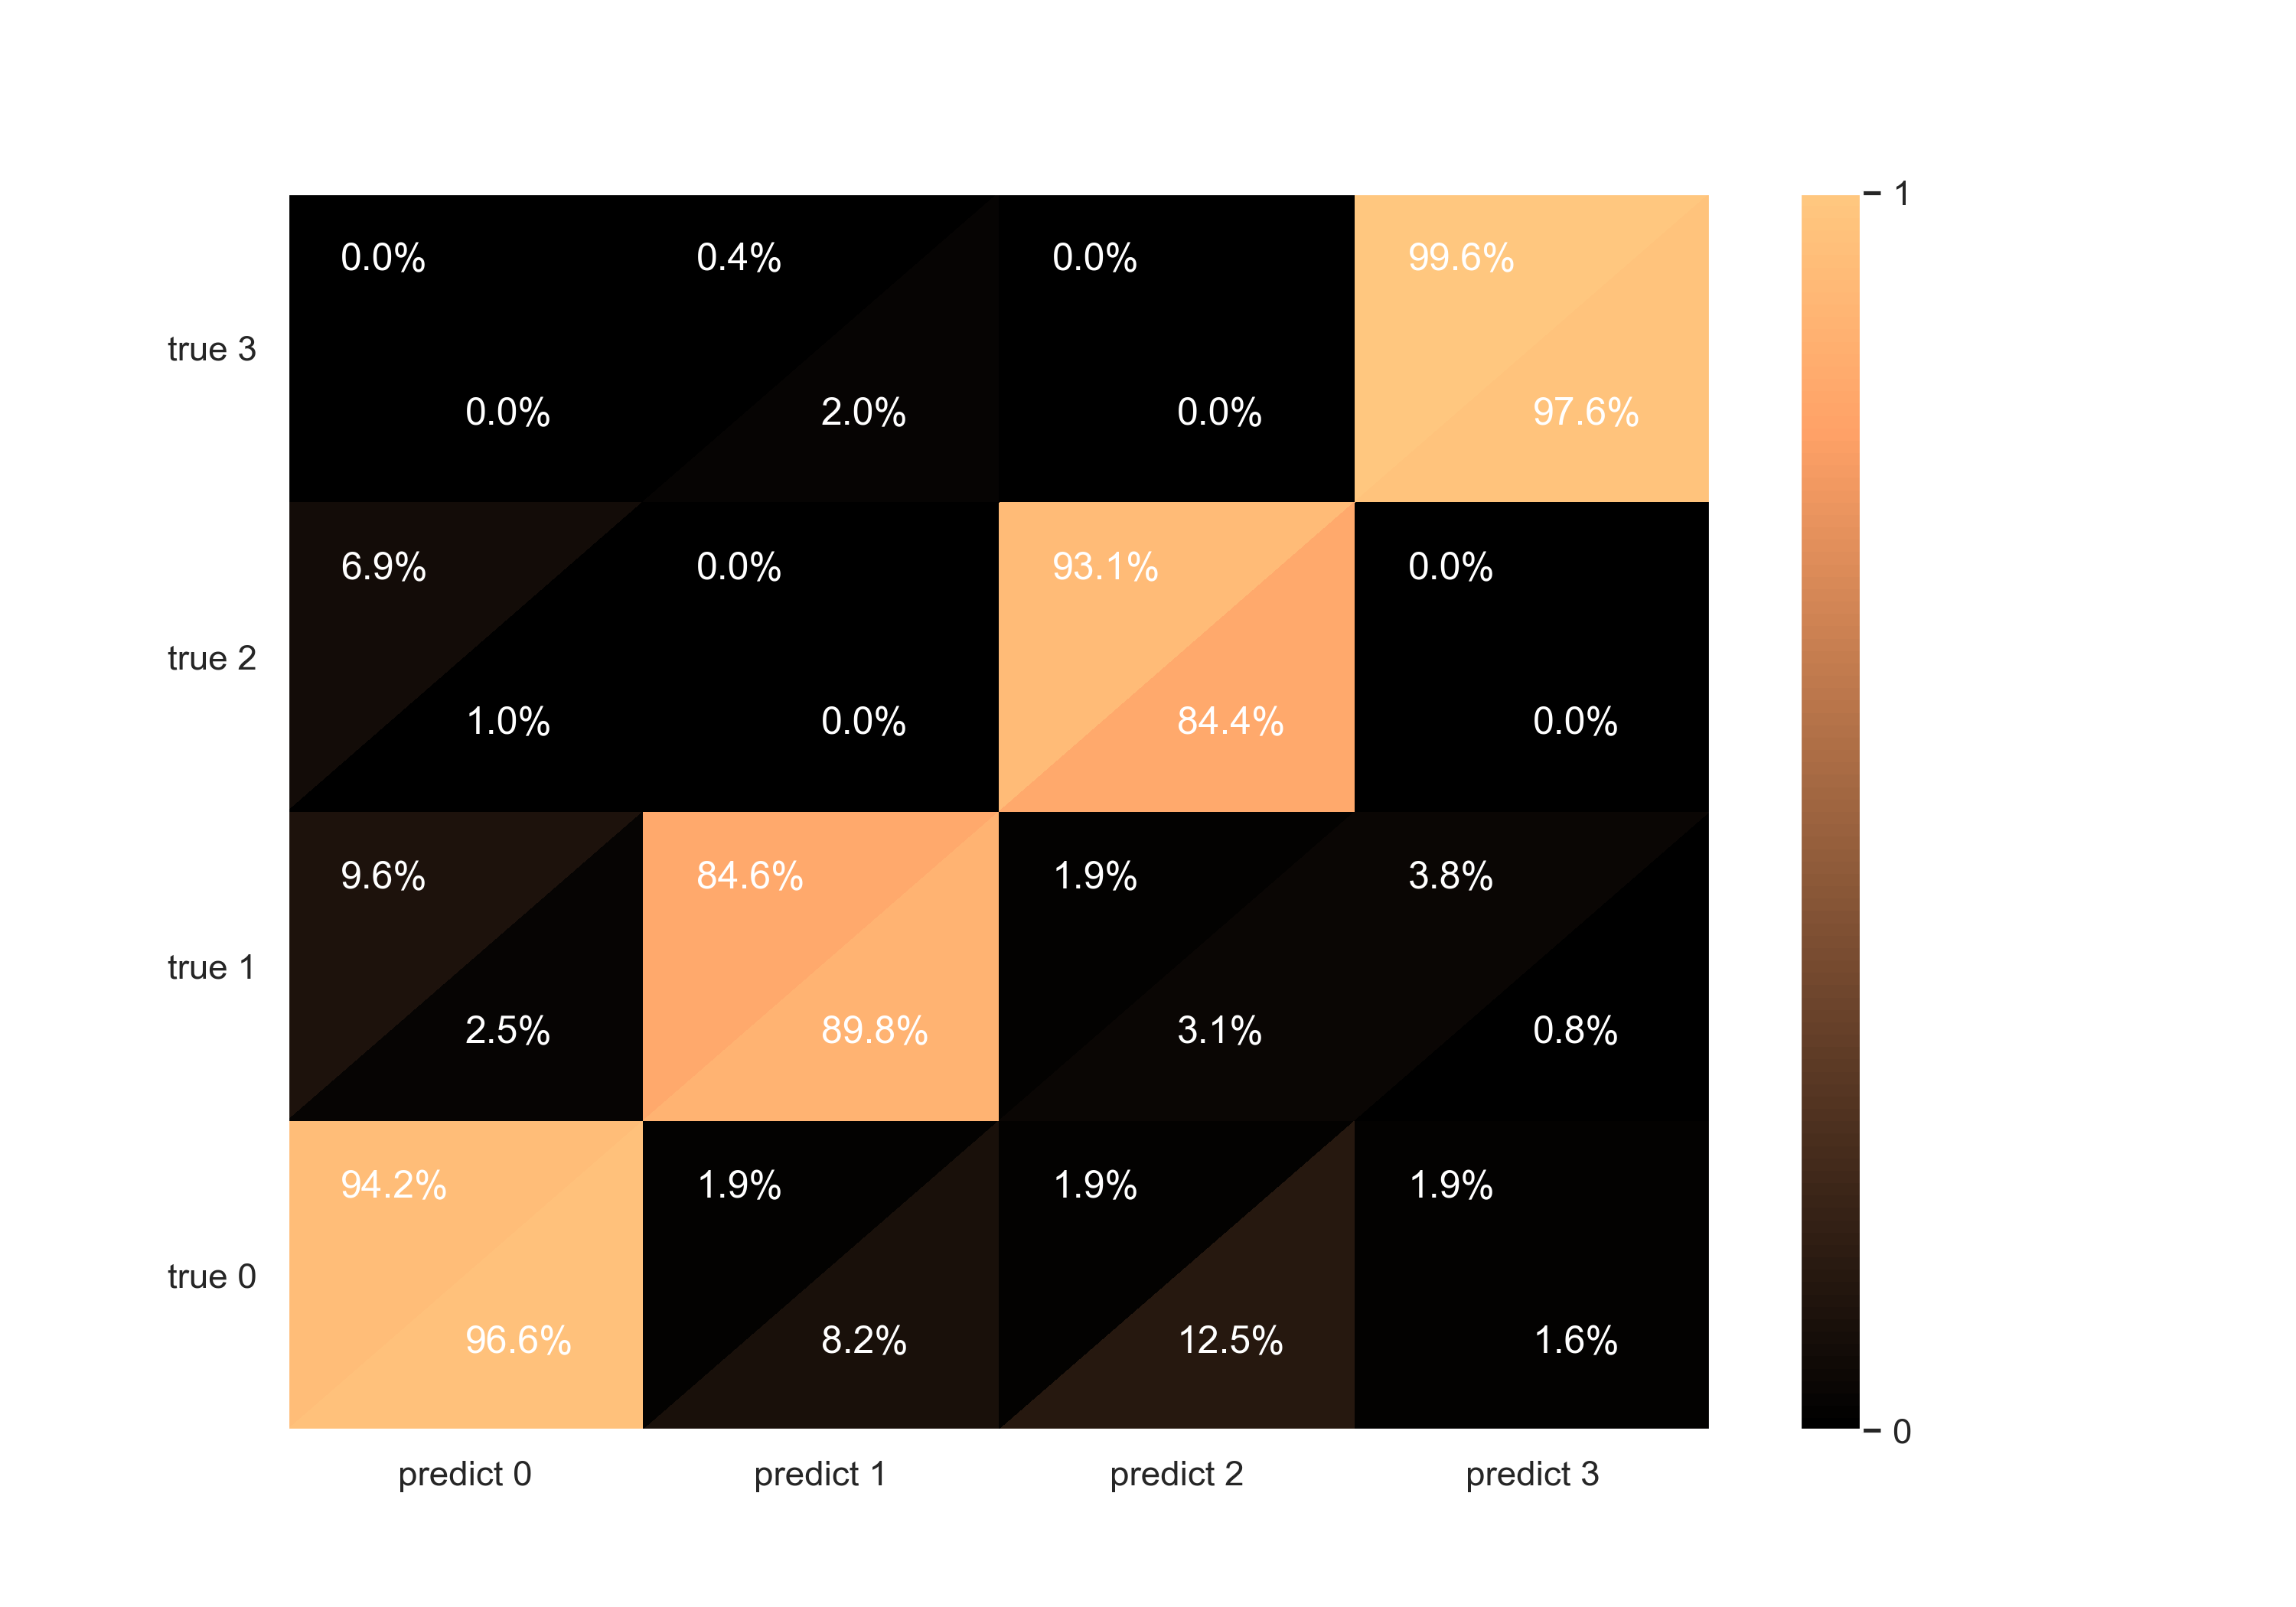 1
0.0% 0.4% 0.0% 99.6%
true 3
0.0% 2.0% 0.0% 97.6%
6.9% 0.0% 93.1% 0.0%
true 2
1.0% 0.0% 84.4% 0.0%
9.6% 84.6% 1.9% 3.8%
true 1
2.5% 89.8% 3.1% 0.8%
94.2% 1.9% 1.9% 1.9%
true 0
96.6% 8.2% 12.5% 1.6%
0
predict 0 predict 1 predict 2 predict 3